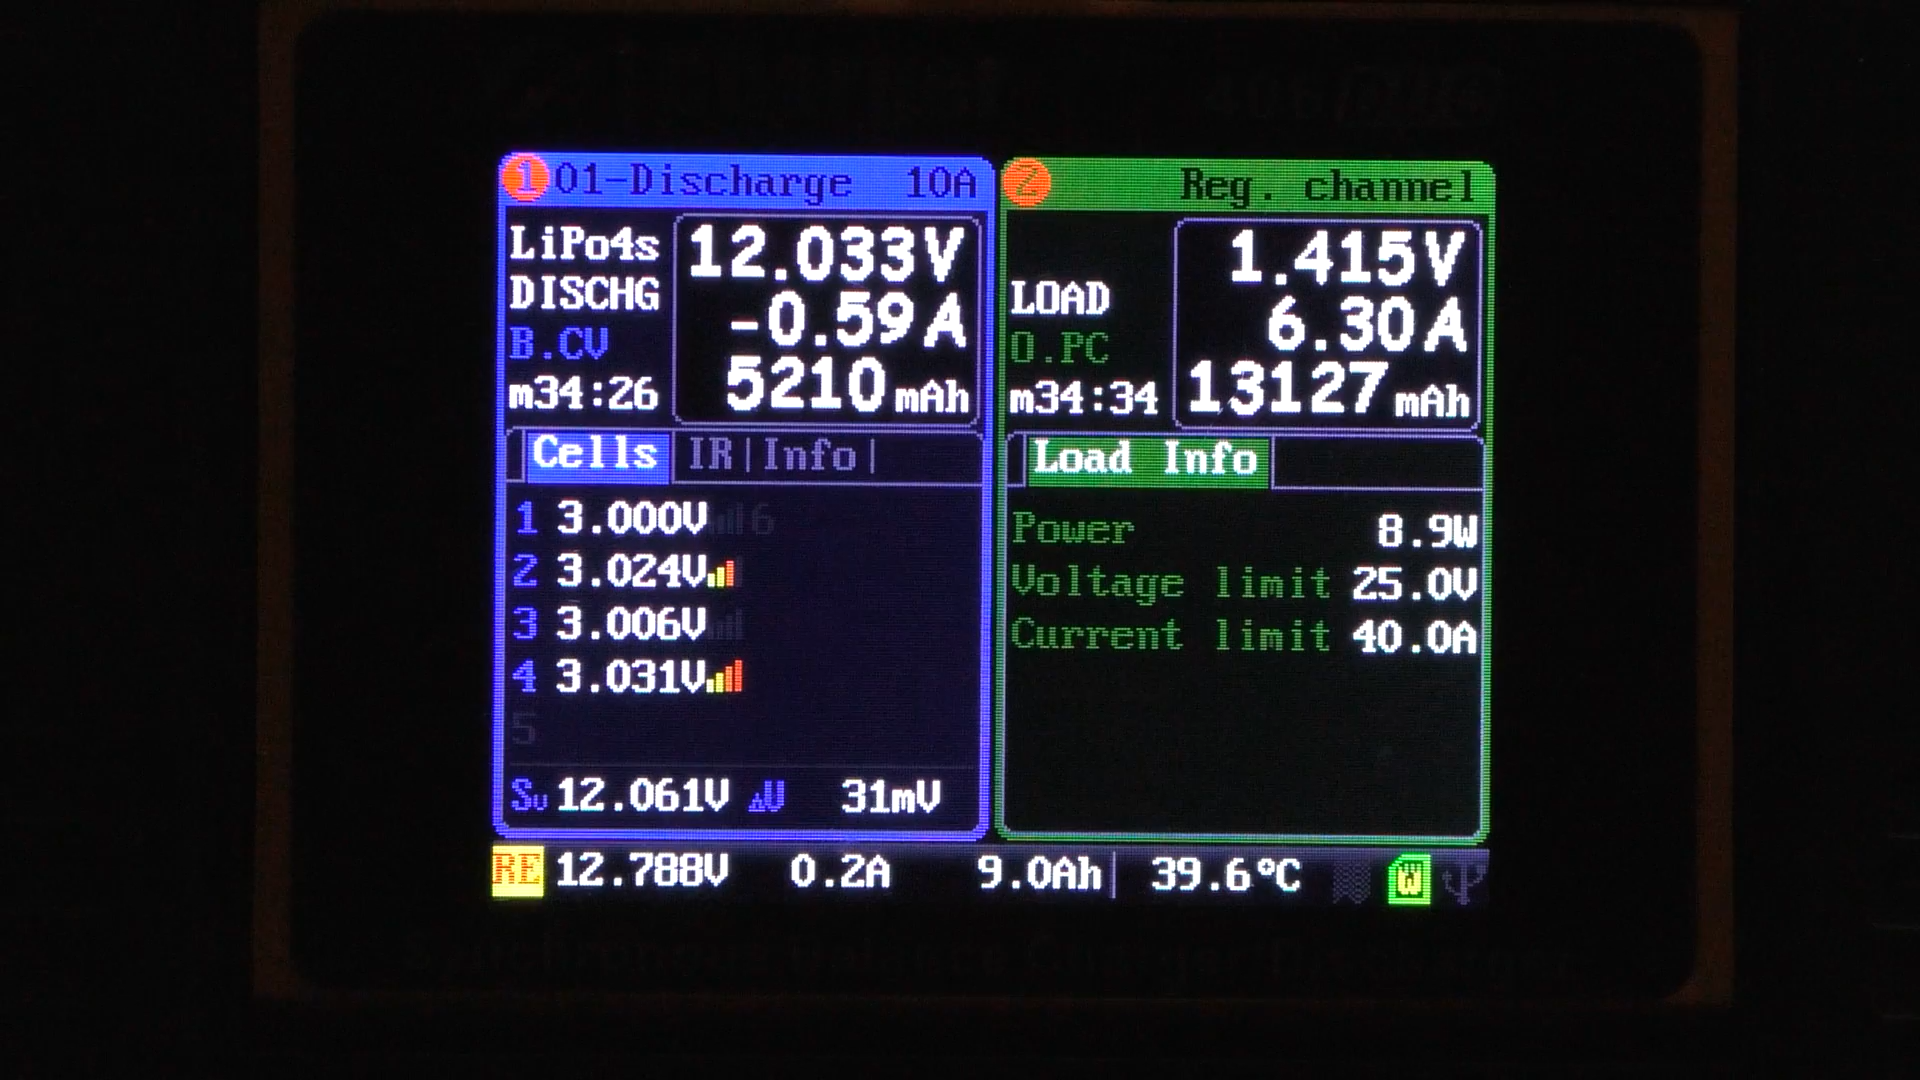 1 01-Discharge 10A
LiPo4s 12.033V
DISCHG -0.59A
B.CV
m34:26 5210mAh
Cells IR|Info|
1 3.000V 6
2 3.024V
3 3.006V
4 3.031V
5
Su 12.061V ΔU 31mV
2 Reg. channel
1.415V
LOAD 6.30A
O.PC
m34:34 13127mAh
Load Info
Power 8.9W
Voltage limit 25.0V
Current limit 40.0A
RE 12.788V 0.2A 9.0Ah| 39.6°C W